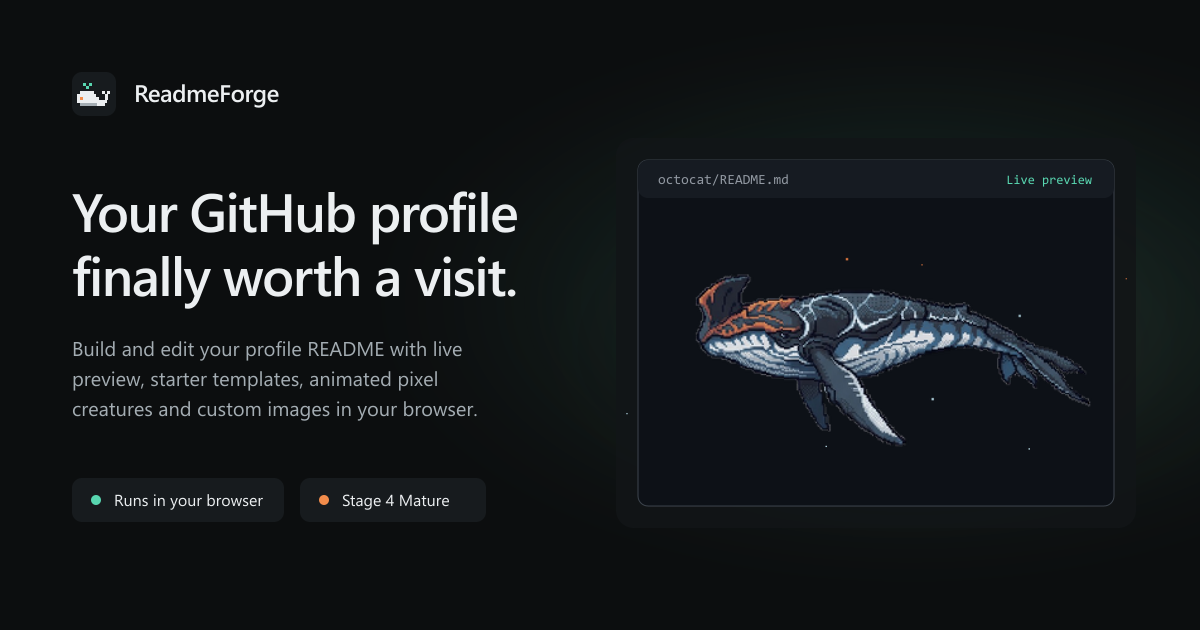 ReadmeForge
Your GitHub profile
finally worth a visit.
Build and edit your profile README with live
preview, starter templates, animated pixel
creatures and custom images in your browser.
Runs in your browser
Stage 4 Mature
octocat/README.md
Live preview